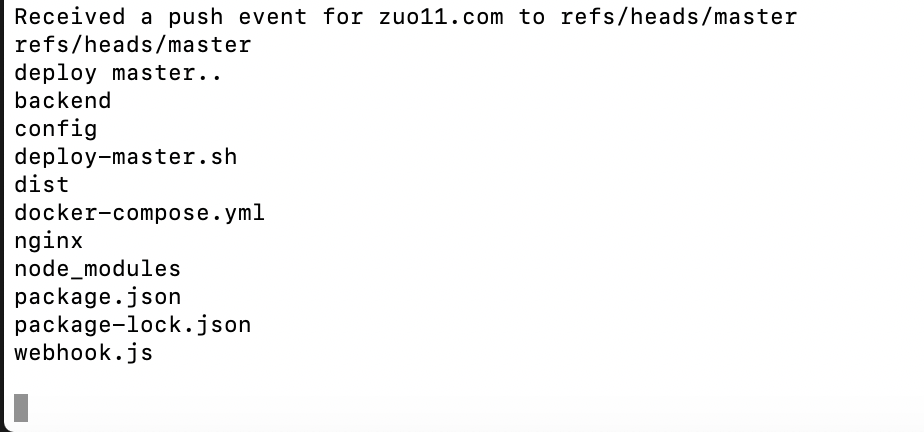 Received a push event for zuo11.com to refs/heads/master
refs/heads/master
deploy master..
backend
config
deploy-master.sh
dist
docker-compose.yml
nginx
node_modules
package.json
package-lock.json
webhook.js